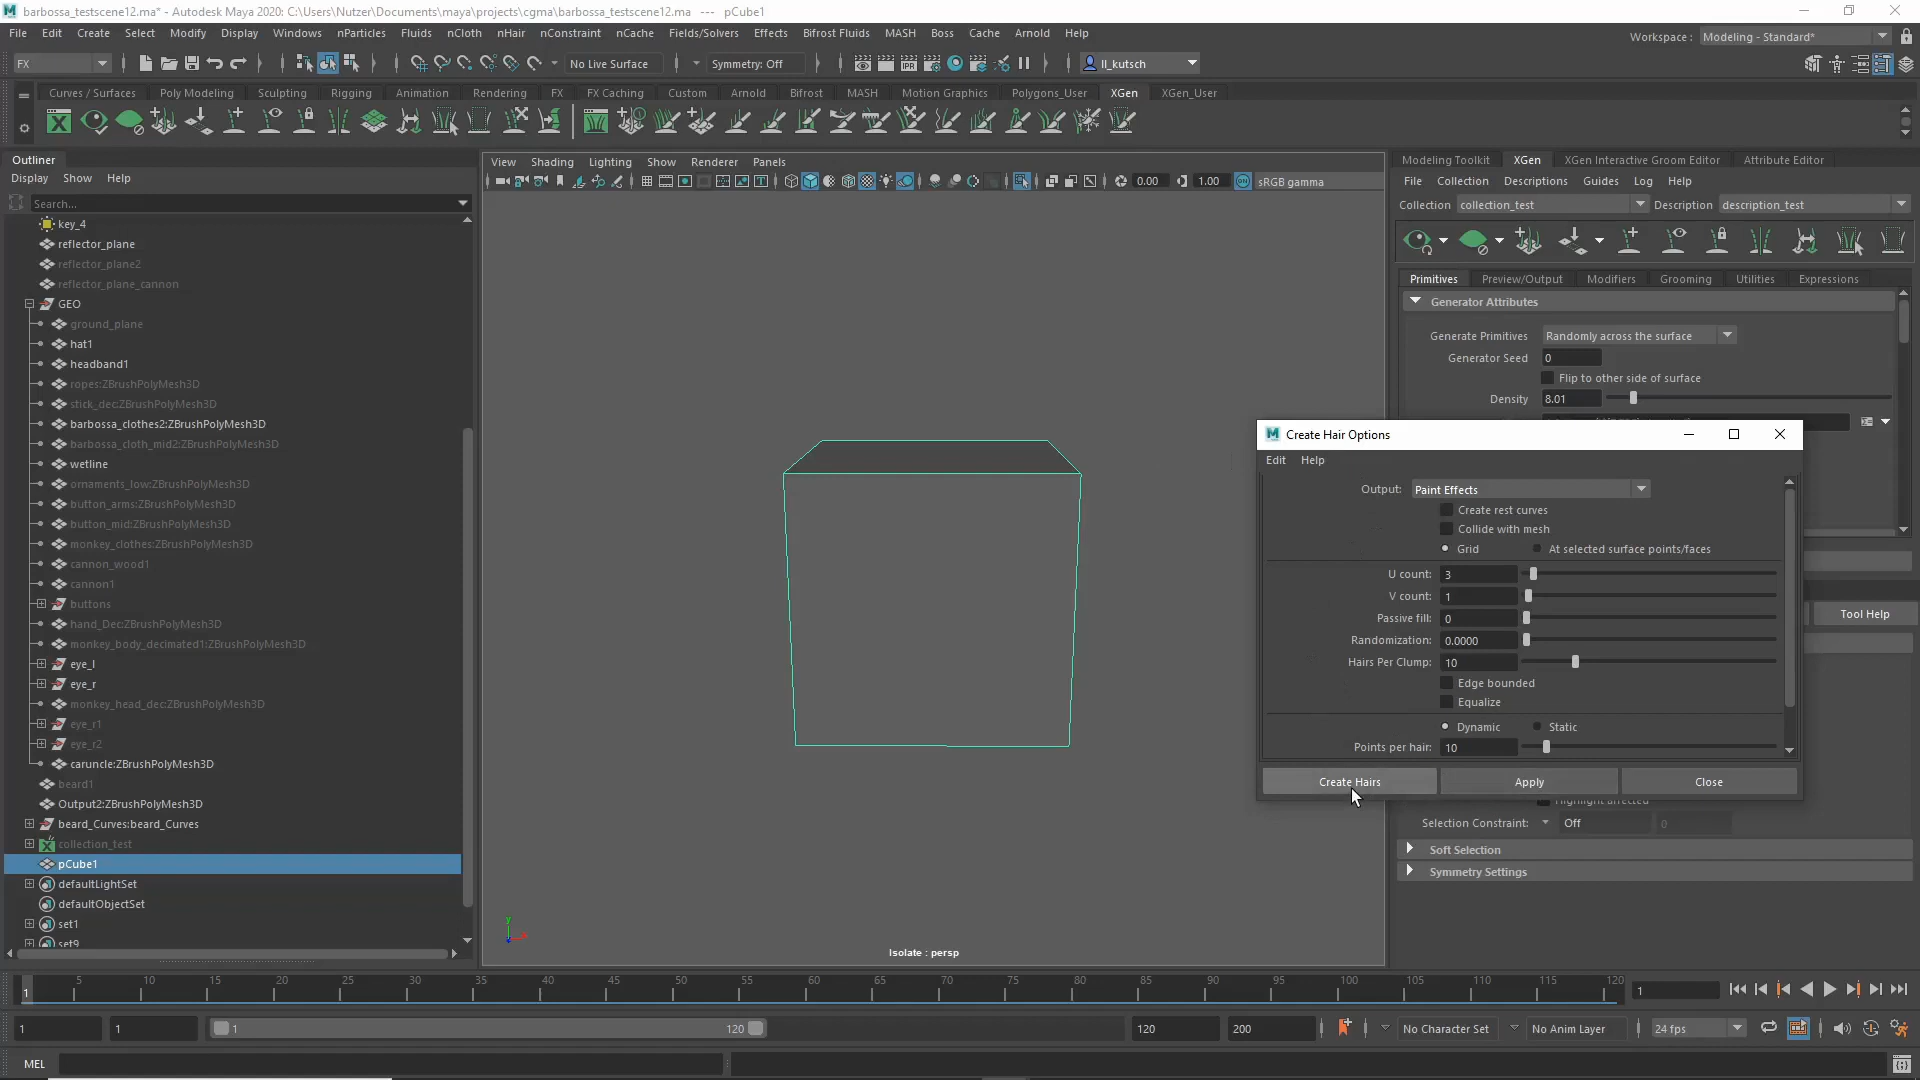 barbossa_testscene12.ma* - Autodesk Maya 2020: C:\Users\Nutzer\Documents\maya\projects\cgma\barbossa_testscene12.ma --- pCube1
File Edit Create Select Modify Display Windows nParticles Fluids nCloth nHair nConstraint nCache Fields/Solvers Effects Bifrost Fluids MASH Boss Cache Arnold Help
Workspace : Modeling - Standard*
FX No Live Surface Symmetry: Off ll_kutsch
Curves / Surfaces Poly Modeling Sculpting Rigging Animation Rendering FX FX Caching Custom Arnold Bifrost MASH Motion Graphics Polygons_User XGen XGen_User
Outliner
Display Show Help
Search...
key_4
reflector_plane
reflector_plane2
reflector_plane_cannon
GEO
ground_plane
hat1
headband1
ropes:ZBrushPolyMesh3D
stick_dec:ZBrushPolyMesh3D
barbossa_clothes2:ZBrushPolyMesh3D
barbossa_cloth_mid2:ZBrushPolyMesh3D
wetline
ornaments_low:ZBrushPolyMesh3D
button_arms:ZBrushPolyMesh3D
button_mid:ZBrushPolyMesh3D
monkey_clothes:ZBrushPolyMesh3D
cannon_wood1
cannon1
buttons
hand_Dec:ZBrushPolyMesh3D
monkey_body_decimated1:ZBrushPolyMesh3D
eye_l
eye_r
monkey_head_dec:ZBrushPolyMesh3D
eye_r1
eye_r2
caruncle:ZBrushPolyMesh3D
beard1
Output2:ZBrushPolyMesh3D
beard_Curves:beard_Curves
collection_test
pCube1
defaultLightSet
defaultObjectSet
set1
set9
View Shading Lighting Show Renderer Panels
0.00 1.00 sRGB gamma
Isolate : persp
Modeling Toolkit XGen XGen Interactive Groom Editor Attribute Editor
File Collection Descriptions Guides Log Help
Collection collection_test Description description_test
Primitives Preview/Output Modifiers Grooming Utilities Expressions
Generator Attributes
Generate Primitives Randomly across the surface
Generator Seed 0
Flip to other side of surface
Density 8.01
Create Hair Options
Edit Help
Output: Paint Effects
Create rest curves
Collide with mesh
Grid At selected surface points/faces
U count: 3
V count: 1
Passive fill: 0
Randomization: 0.0000
Hairs Per Clump: 10
Edge bounded
Equalize
Dynamic Static
Points per hair: 10
Create Hairs Apply Close
Tool Help
Highlight affected
Selection Constraint: Off 0
Soft Selection
Symmetry Settings
1 5 10 15 20 25 30 35 40 45 50 55 60 65 70 75 80 85 90 95 100 105 110 115 120 1
1 1 1 120 120 200 No Character Set No Anim Layer 24 fps
MEL